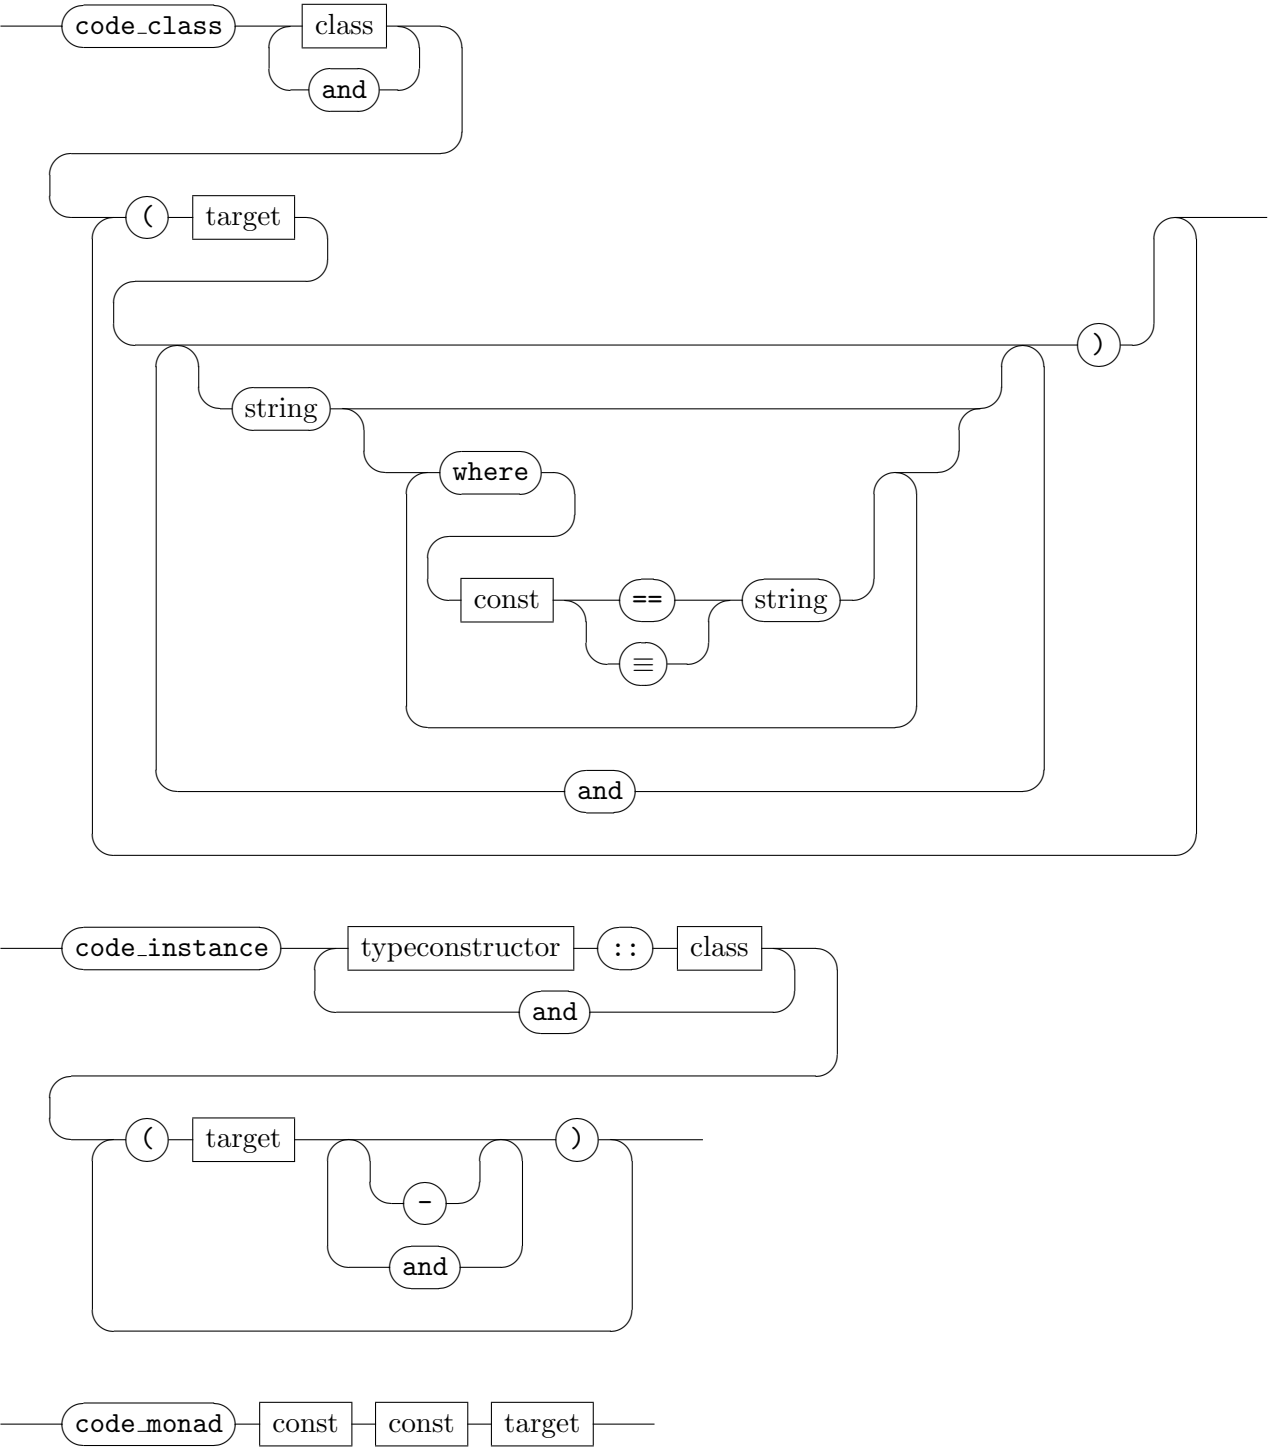 code_class class
and
( target
)
string
where
const == string
≡
and
code_instance typeconstructor :: class
and
( target )
-
and
code_monad const const target